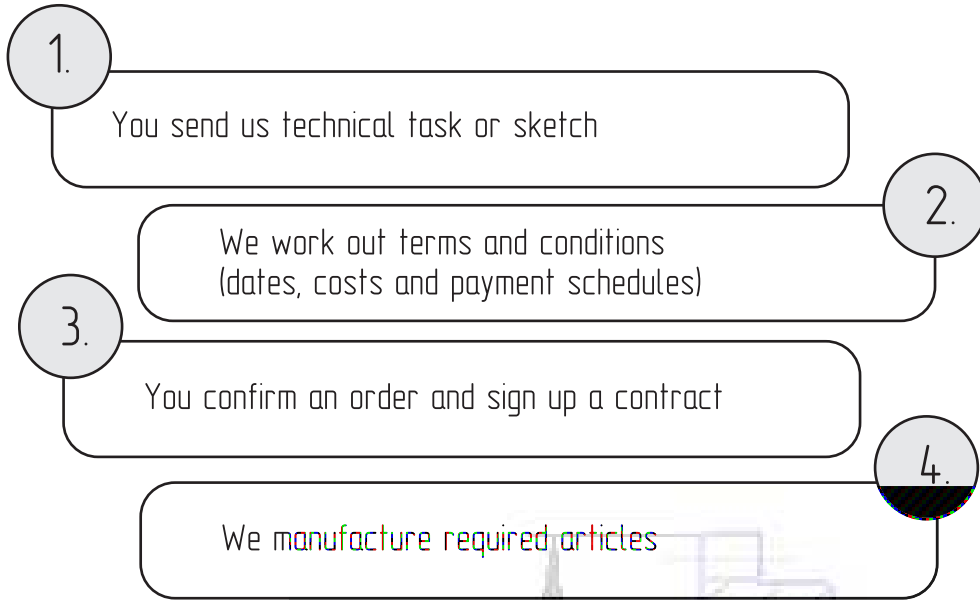 1.
You send us technical task or sketch
2.
We work out terms and conditions
(dates, costs and payment schedules)
3.
You confirm an order and sign up a contract
4.
We manufacture required articles